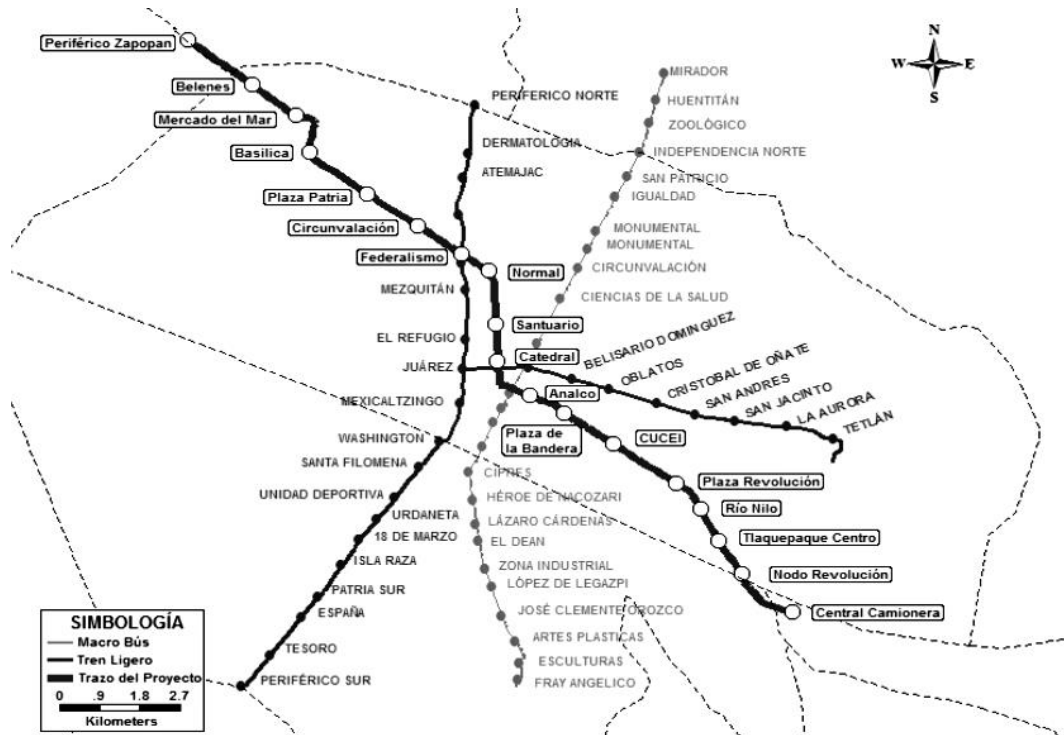 N
W E
S
Periférico Zapopan
Belenes
Mercado del Mar
Basilica
Plaza Patria
Circunvalación
Federalismo
Normal
Santuario
Catedral
Analco
Plaza de
la Bandera
CUCEI
Plaza Revolución
Río Nilo
Tlaquepaque Centro
Nodo Revolución
Central Camionera
PERIFERICO NORTE
DERMATOLOGIA
ATEMAJAC
MEZQUITÁN
EL REFUGIO
JUÁREZ
MEXICALTZINGO
WASHINGTON
SANTA FILOMENA
UNIDAD DEPORTIVA
URDANETA
18 DE MARZO
ISLA RAZA
PATRIA SUR
ESPAÑA
TESORO
PERIFÉRICO SUR
MIRADOR
HUENTITÁN
ZOOLÓGICO
INDEPENDENCIA NORTE
SAN PATRICIO
IGUALDAD
MONUMENTAL
MONUMENTAL
CIRCUNVALACIÓN
CIENCIAS DE LA SALUD
BELISARIO DOMINGUEZ
OBLATOS
CRISTOBAL DE OÑATE
SAN ANDRES
SAN JACINTO
LA AURORA
TETLÁN
CIPRES
HÉROE DE NACOZARI
LÁZARO CÁRDENAS
EL DEAN
ZONA INDUSTRIAL
LÓPEZ DE LEGAZPI
JOSÉ CLEMENTE OROZCO
ARTES PLASTICAS
ESCULTURAS
FRAY ANGELICO
SIMBOLOGÍA
Macro Bús
Tren Ligero
Trazo del Proyecto
0 .9 1.8 2.7
Kilometers